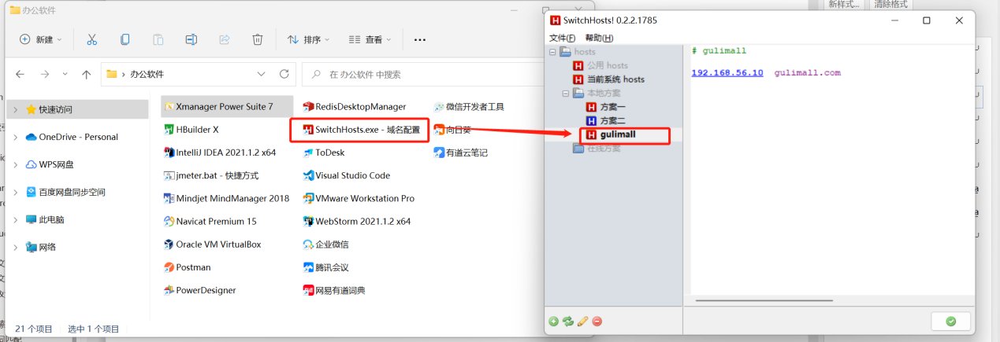 新样式... 清除格式
办公软件
新建
排序
查看
办公软件
在 办公软件 中搜索
快速访问
OneDrive - Personal
WPS网盘
百度网盘同步空间
此电脑
网络
Xmanager Power Suite 7
HBuilder X
IntelliJ IDEA 2021.1.2 x64
jmeter.bat - 快捷方式
Mindjet MindManager 2018
Navicat Premium 15
Oracle VM VirtualBox
Postman
PowerDesigner
RedisDesktopManager
SwitchHosts.exe - 域名配置
ToDesk
Visual Studio Code
VMware Workstation Pro
WebStorm 2021.1.2 x64
企业微信
腾讯会议
网易有道词典
微信开发者工具
向日葵
有道云笔记
21 个项目 选中 1 个项目
SwitchHosts! 0.2.2.1785
文件(F) 帮助(H)
hosts
公用 hosts
当前系统 hosts
本地方案
方案一
方案二
gulimall
在线方案
# gulimall
192.168.56.10 gulimall.com